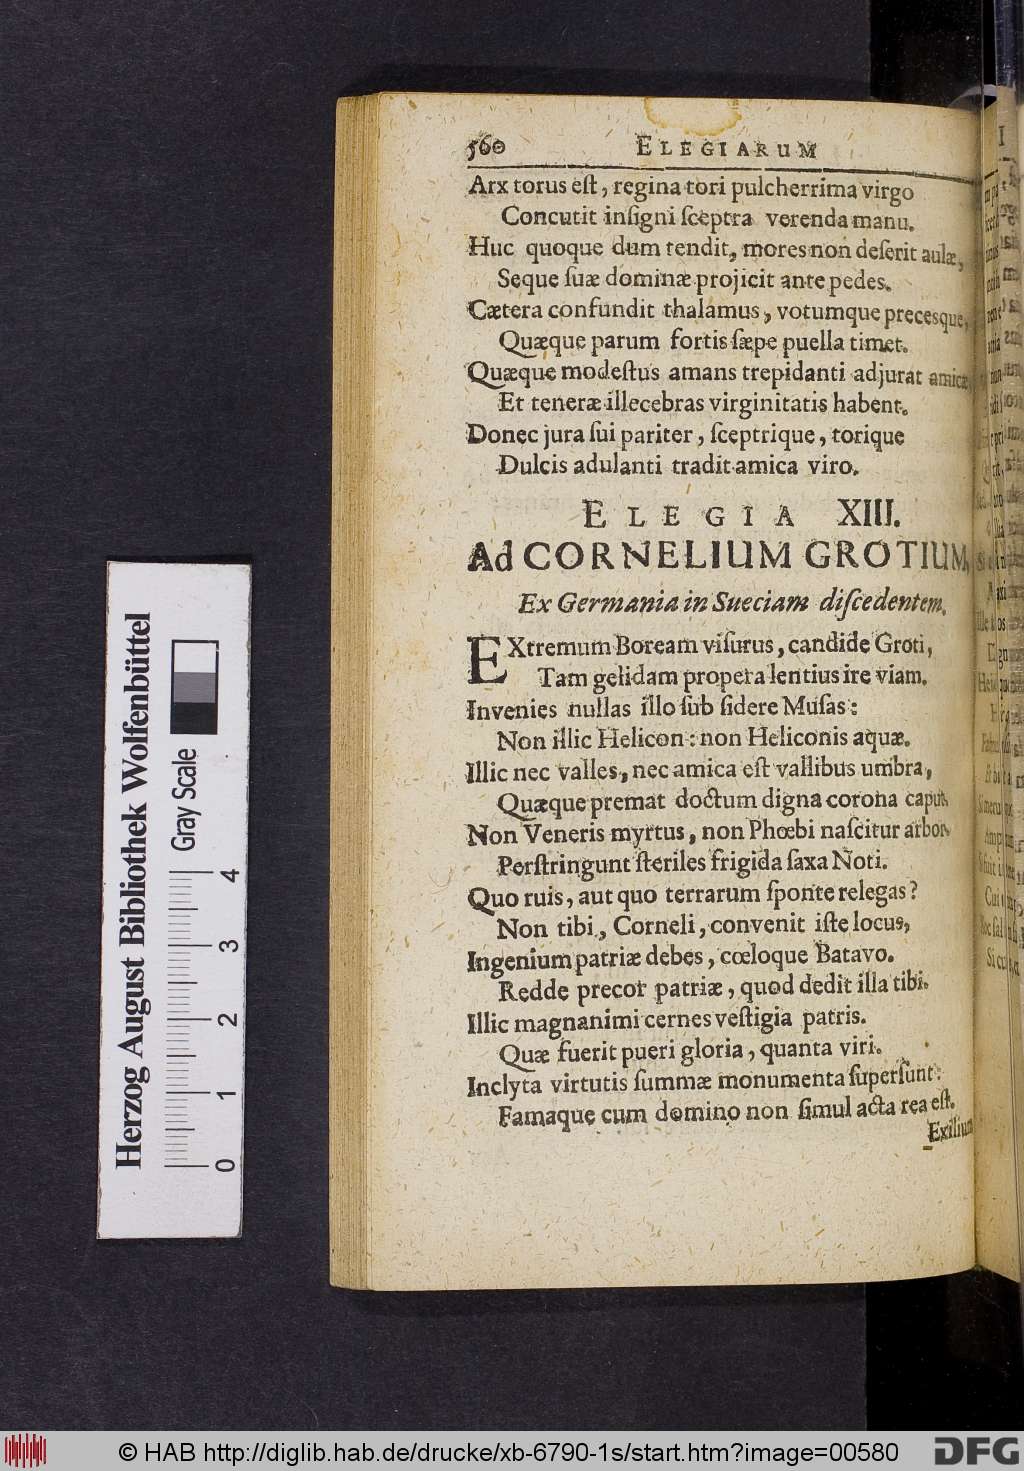 560 ELEGIARUM
Arx torus eſt, regina tori pulcherrima virgo
Concutit inſigni ſceptra verenda manu.
Huc quoque dum tendit, mores non deſerit aulæ,
Seque ſuæ dominæ projicit ante pedes.
Cætera confundit thalamus, votumque precesque,
Quæque parum fortis ſæpe puella timet.
Quæque modeſtus amans trepidanti adjurat amicæ
Et teneræ illecebras virginitatis habent.
Donec jura ſui pariter, ſceptrique, torique
Dulcis adulanti tradit amica viro.
ELEGIA XIII.
Ad CORNELIUM GROTIUM,
Ex Germania in Sueciam diſcedentem.
EXtremum Boream viſurus, candide Groti,
Tam gelidam propera lentius ire viam.
Invenies nullas illo ſub ſidere Muſas:
Non illic Helicon: non Heliconis aquæ.
Illic nec valles, nec amica eſt vallibus umbra,
Quæque premat doctum digna corona caput.
Non Veneris myrtus, non Phœbi naſcitur arbor.
Perſtringunt ſteriles frigida ſaxa Noti.
Quo ruis, aut quo terrarum ſponte relegas?
Non tibi, Corneli, convenit iſte locus,
Ingenium patriæ debes, cœloque Batavo.
Redde precor patriæ, quod dedit illa tibi.
Illic magnanimi cernes veſtigia patris.
Quæ fuerit pueri gloria, quanta viri.
Inclyta virtutis ſummæ monumenta ſuperſunt:
Famaque cum domino non ſimul acta rea eſt.
Exilium
Herzog August Bibliothek Wolfenbüttel
Gray Scale
0 1 2 3 4
© HAB http://diglib.hab.de/drucke/xb-6790-1s/start.htm?image=00580
DFG